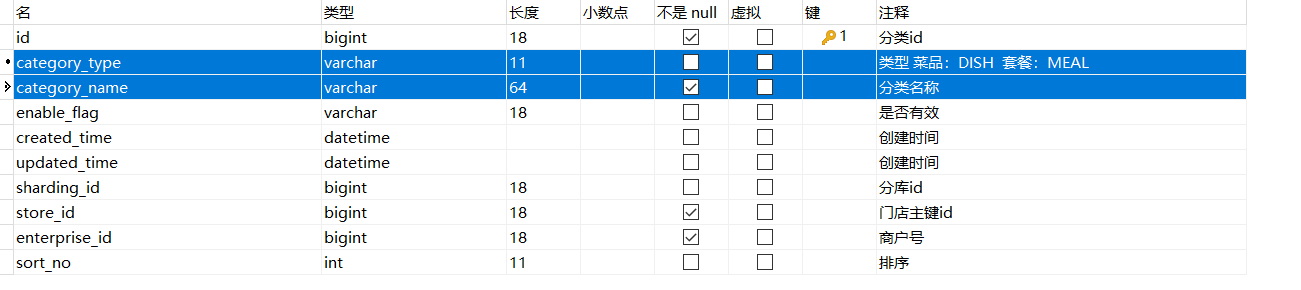 名 类型 长度 小数点 不是 null 虚拟 键 注释
id bigint 18 1 分类id
category_type varchar 11 类型 菜品：DISH 套餐：MEAL
category_name varchar 64 分类名称
enable_flag varchar 18 是否有效
created_time datetime 创建时间
updated_time datetime 创建时间
sharding_id bigint 18 分库id
store_id bigint 18 门店主键id
enterprise_id bigint 18 商户号
sort_no int 11 排序